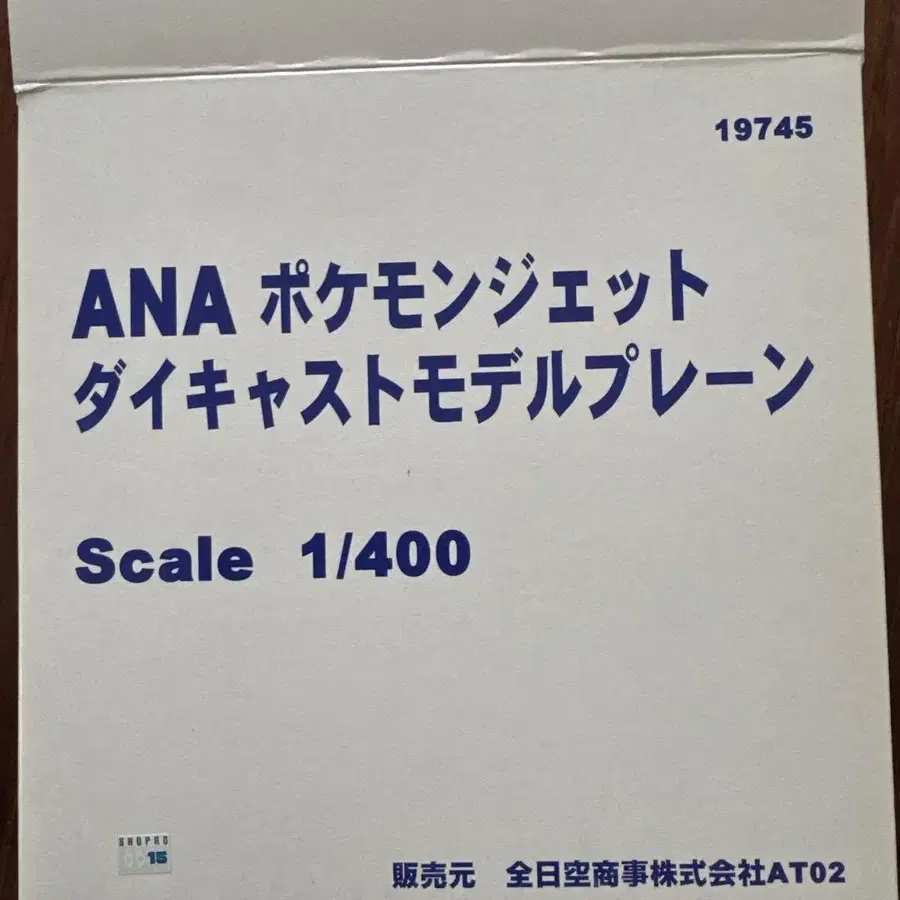 19745
ANA ポケモンジェット
ダイキャストモデルプレーン
Scale 1/400
SHOPRO
15
販売元 全日空商事株式会社AT02